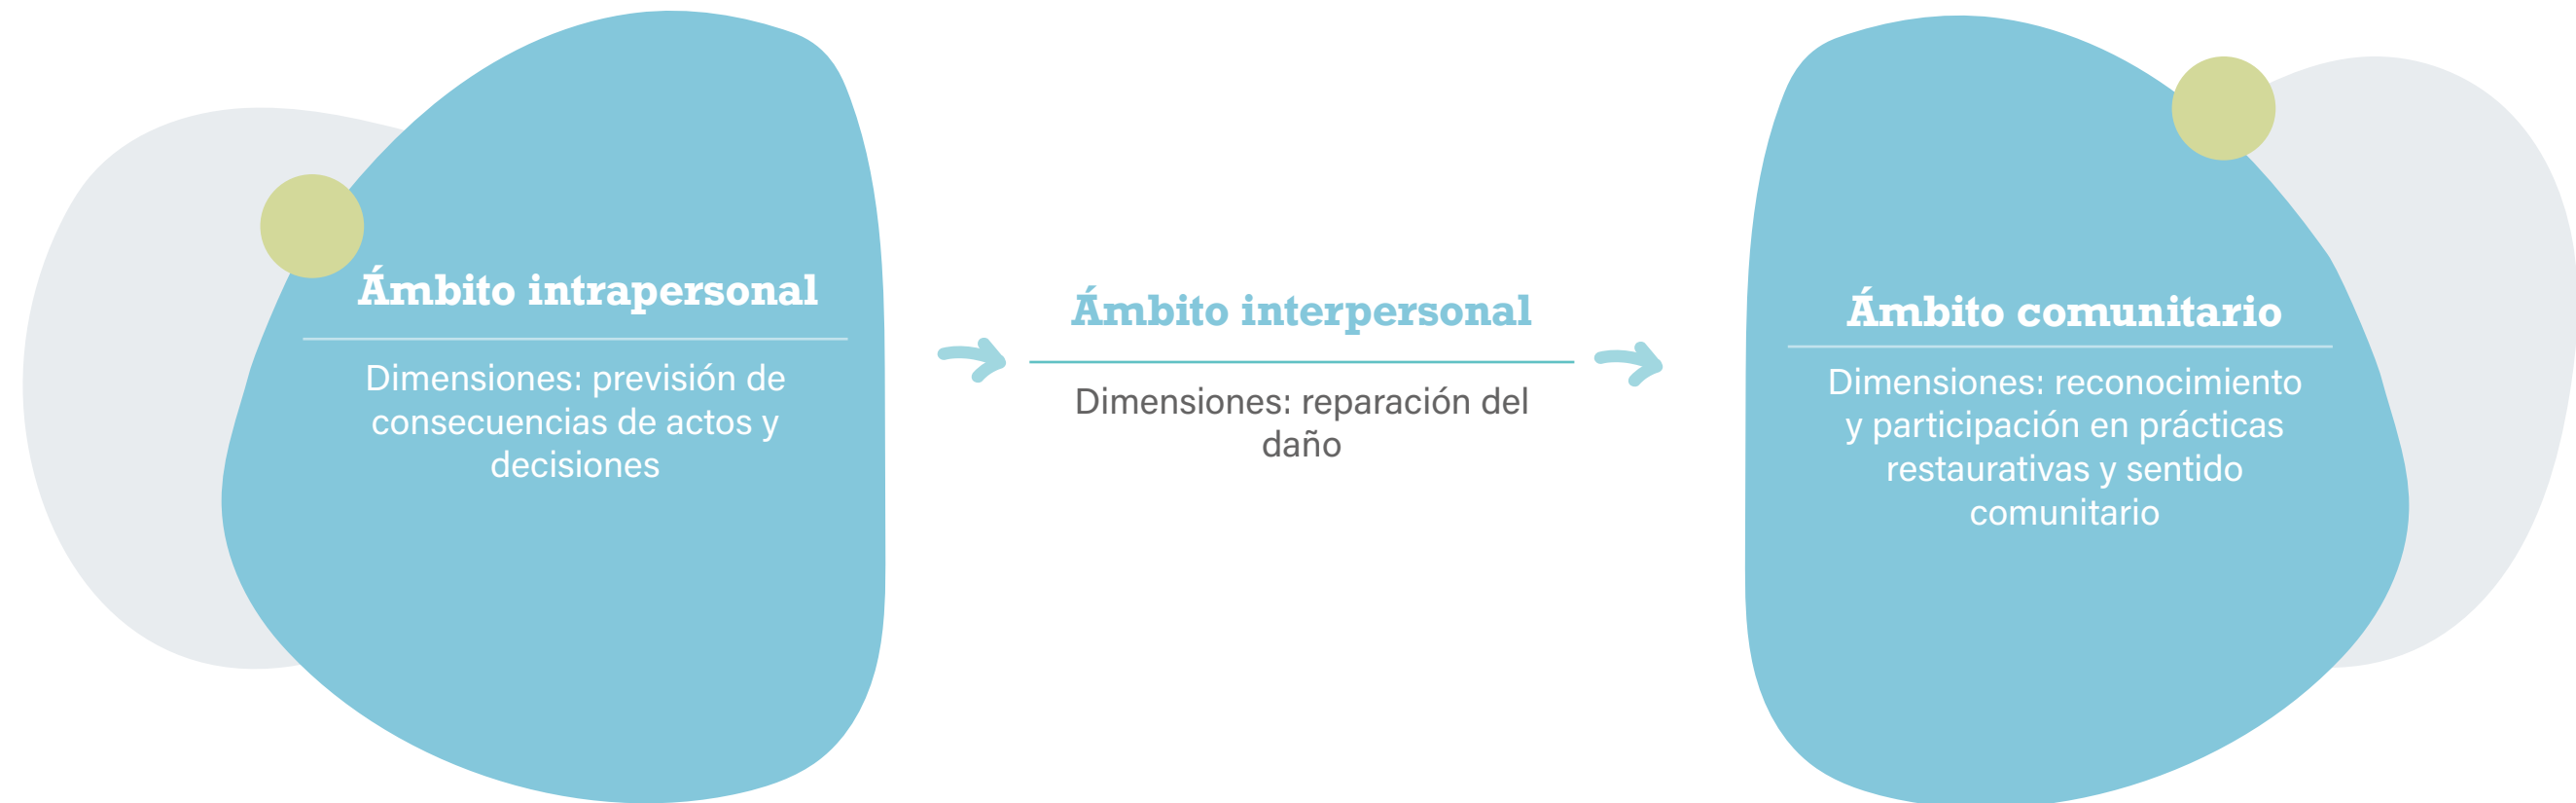 Ámbito intrapersonal
Dimensiones: previsión de
consecuencias de actos y
decisiones
Ámbito interpersonal
Dimensiones: reparación del
daño
Ámbito comunitario
Dimensiones: reconocimiento
y participación en prácticas
restaurativas y sentido
comunitario